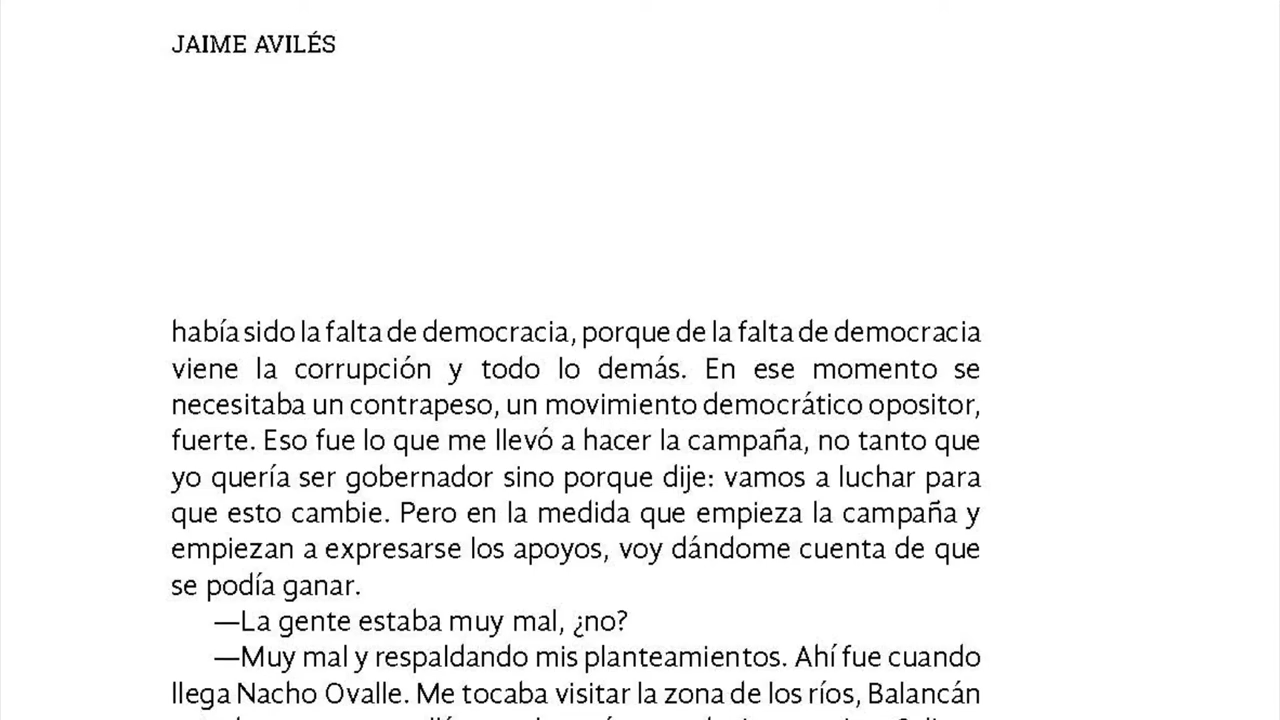 JAIME AVILÉS
había sido la falta de democracia, porque de la falta de democracia
viene la corrupción y todo lo demás. En ese momento se
necesitaba un contrapeso, un movimiento democrático opositor,
fuerte. Eso fue lo que me llevó a hacer la campaña, no tanto que
yo quería ser gobernador sino porque dije: vamos a luchar para
que esto cambie. Pero en la medida que empieza la campaña y
empiezan a expresarse los apoyos, voy dándome cuenta de que
se podía ganar.
—La gente estaba muy mal, ¿no?
—Muy mal y respaldando mis planteamientos. Ahí fue cuando
llega Nacho Ovalle. Me tocaba visitar la zona de los ríos, Balancán